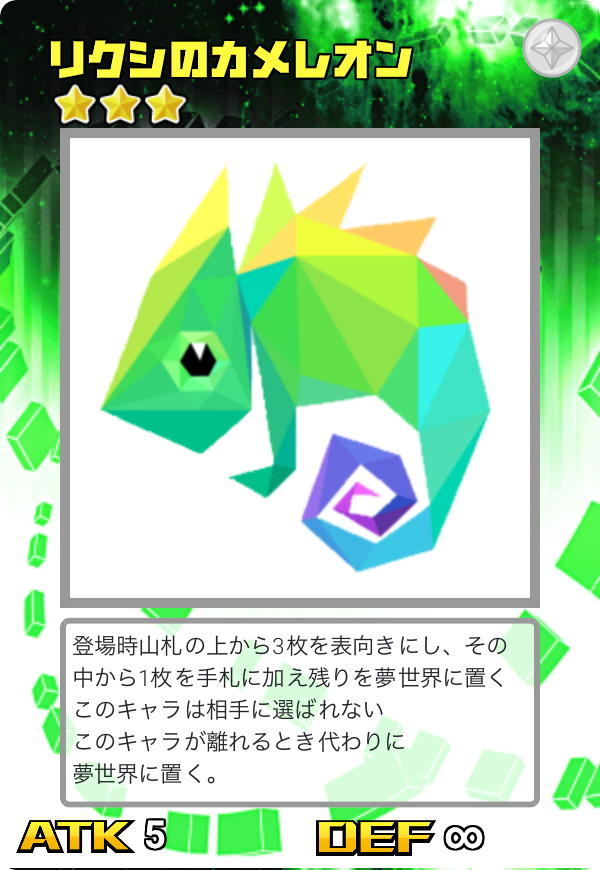 リクシのカメレオン
登場時山札の上から3枚を表向きにし、その
中から1枚を手札に加え残りを夢世界に置く
このキャラは相手に選ばれない
このキャラが離れるとき代わりに
夢世界に置く。
ATK 5 DEF ∞